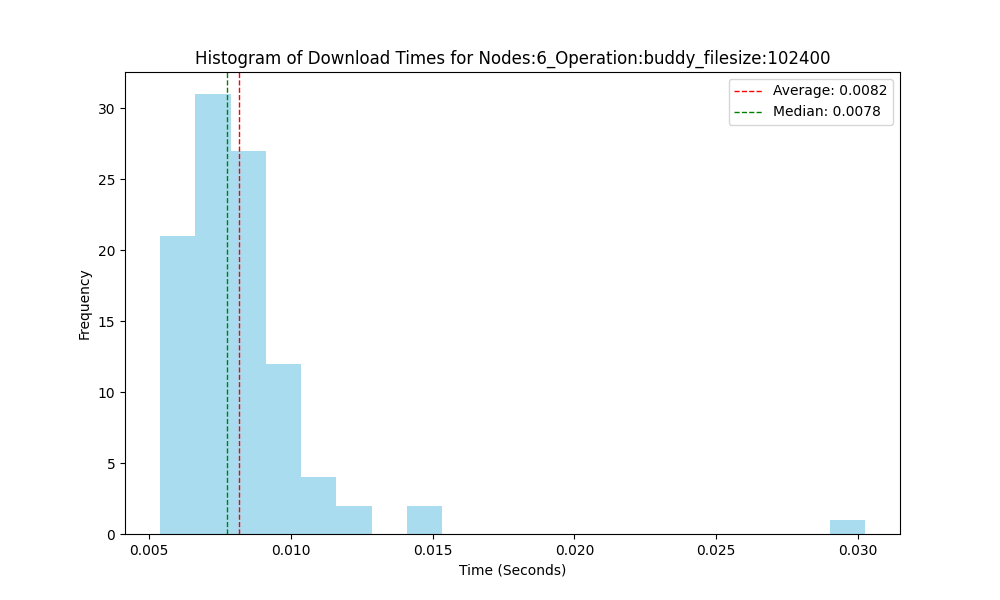 Histogram of Download Times for Nodes:6_Operation:buddy_filesize:102400
Average: 0.0082
Median: 0.0078
Frequency
30
25
20
15
10
5
0
0.005 0.010 0.015 0.020 0.025 0.030
Time (Seconds)